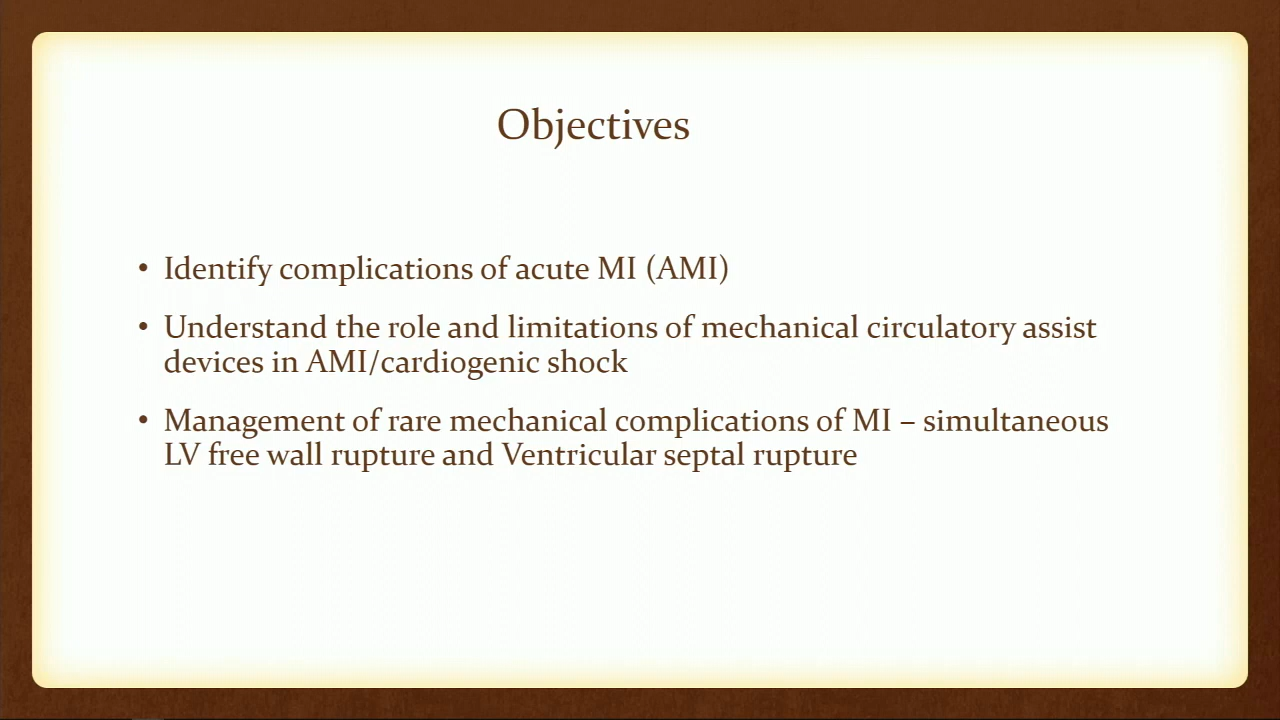 Objectives
• Identify complications of acute MI (AMI)
• Understand the role and limitations of mechanical circulatory assist
devices in AMI/cardiogenic shock
• Management of rare mechanical complications of MI – simultaneous
LV free wall rupture and Ventricular septal rupture